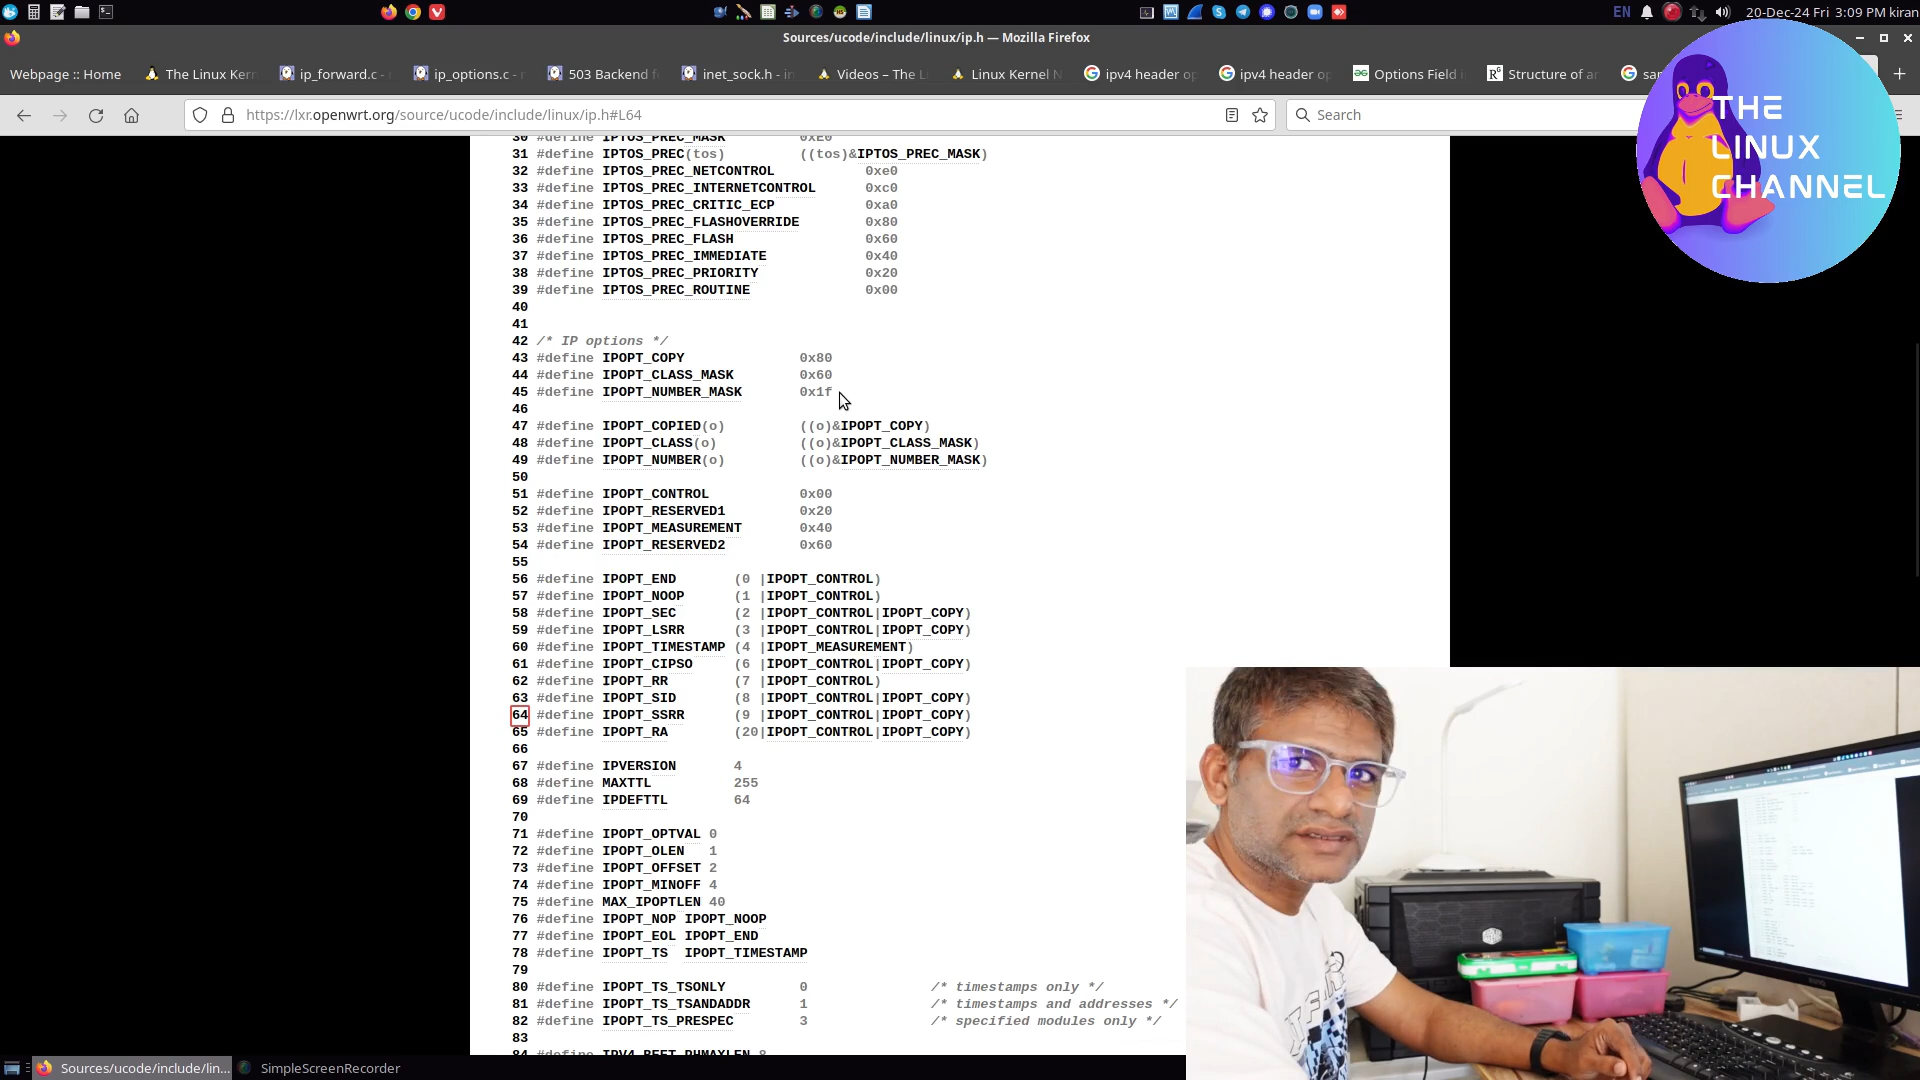 20-Dec-24 Fri 3:09 PM kiran
EN
Sources/ucode/include/linux/ip.h — Mozilla Firefox
Webpage :: Home
The Linux Ker
ip_forward.c -
ip_options.c -
503 Backend f
inet_sock.h - in
Videos – The Li
Linux Kernel N
ipv4 header op
ipv4 header op
Options Field i
Structure of a
sar
https://lxr.openwrt.org/source/ucode/include/linux/ip.h#L64
Search
THE
LINUX
CHANNEL
30 #define IPTOS_PREC_MASK 0xE0
31 #define IPTOS_PREC(tos) ((tos)&IPTOS_PREC_MASK)
32 #define IPTOS_PREC_NETCONTROL 0xe0
33 #define IPTOS_PREC_INTERNETCONTROL 0xc0
34 #define IPTOS_PREC_CRITIC_ECP 0xa0
35 #define IPTOS_PREC_FLASHOVERRIDE 0x80
36 #define IPTOS_PREC_FLASH 0x60
37 #define IPTOS_PREC_IMMEDIATE 0x40
38 #define IPTOS_PREC_PRIORITY 0x20
39 #define IPTOS_PREC_ROUTINE 0x00
40
41
42 /* IP options */
43 #define IPOPT_COPY 0x80
44 #define IPOPT_CLASS_MASK 0x60
45 #define IPOPT_NUMBER_MASK 0x1f
46
47 #define IPOPT_COPIED(o) ((o)&IPOPT_COPY)
48 #define IPOPT_CLASS(o) ((o)&IPOPT_CLASS_MASK)
49 #define IPOPT_NUMBER(o) ((o)&IPOPT_NUMBER_MASK)
50
51 #define IPOPT_CONTROL 0x00
52 #define IPOPT_RESERVED1 0x20
53 #define IPOPT_MEASUREMENT 0x40
54 #define IPOPT_RESERVED2 0x60
55
56 #define IPOPT_END (0 |IPOPT_CONTROL)
57 #define IPOPT_NOOP (1 |IPOPT_CONTROL)
58 #define IPOPT_SEC (2 |IPOPT_CONTROL|IPOPT_COPY)
59 #define IPOPT_LSRR (3 |IPOPT_CONTROL|IPOPT_COPY)
60 #define IPOPT_TIMESTAMP (4 |IPOPT_MEASUREMENT)
61 #define IPOPT_CIPSO (6 |IPOPT_CONTROL|IPOPT_COPY)
62 #define IPOPT_RR (7 |IPOPT_CONTROL)
63 #define IPOPT_SID (8 |IPOPT_CONTROL|IPOPT_COPY)
64 #define IPOPT_SSRR (9 |IPOPT_CONTROL|IPOPT_COPY)
65 #define IPOPT_RA (20|IPOPT_CONTROL|IPOPT_COPY)
66
67 #define IPVERSION 4
68 #define MAXTTL 255
69 #define IPDEFTTL 64
70
71 #define IPOPT_OPTVAL 0
72 #define IPOPT_OLEN 1
73 #define IPOPT_OFFSET 2
74 #define IPOPT_MINOFF 4
75 #define MAX_IPOPTLEN 40
76 #define IPOPT_NOP IPOPT_NOOP
77 #define IPOPT_EOL IPOPT_END
78 #define IPOPT_TS IPOPT_TIMESTAMP
79
80 #define IPOPT_TS_TSONLY 0 /* timestamps only */
81 #define IPOPT_TS_TSANDADDR 1 /* timestamps and addresses */
82 #define IPOPT_TS_PRESPEC 3 /* specified modules only */
83
84 #define IPV4_BEET_PHMAXLEN 8
Sources/ucode/include/lin...
SimpleScreenRecorder